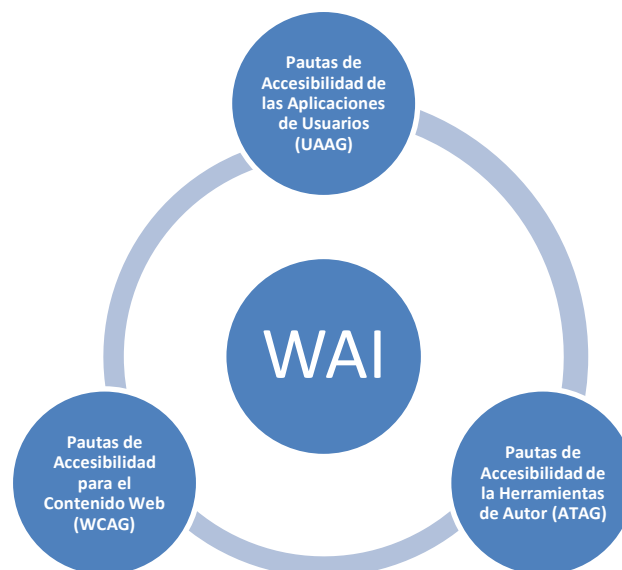 Pautas de
Accesibilidad de
las Aplicaciones
de Usuarios
(UAAG)
WAI
Pautas de
Accesibilidad
para el
Contenido Web
(WCAG)
Pautas de
Accesibilidad de
la Herramientas
de Autor (ATAG)